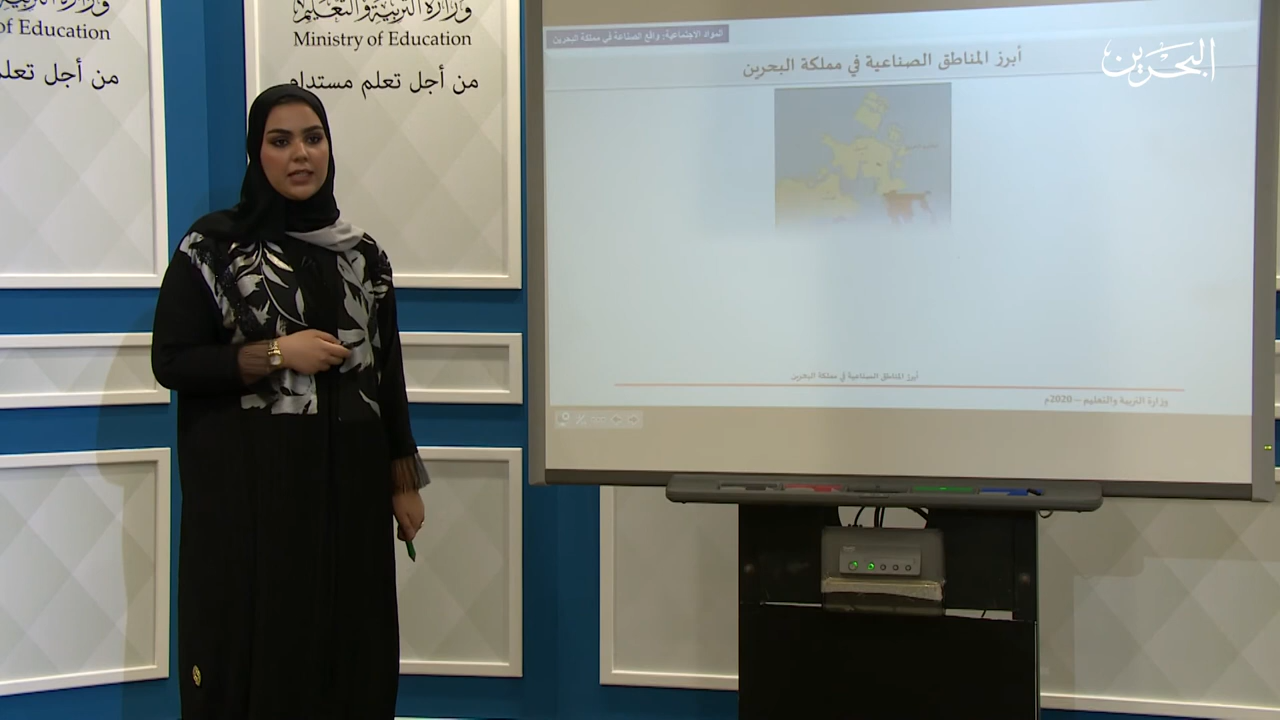 وزارة التربية والتعليم
of Education
Ministry of Education
من أجل تعلم
من أجل تعلم مستدام
المواد الاجتماعية: واقع الصناعة في مملكة البحرين
أبرز المناطق الصناعية في مملكة البحرين
البحرين
أبرز المناطق الصناعية في مملكة البحرين
وزارة التربية والتعليم – 2020م